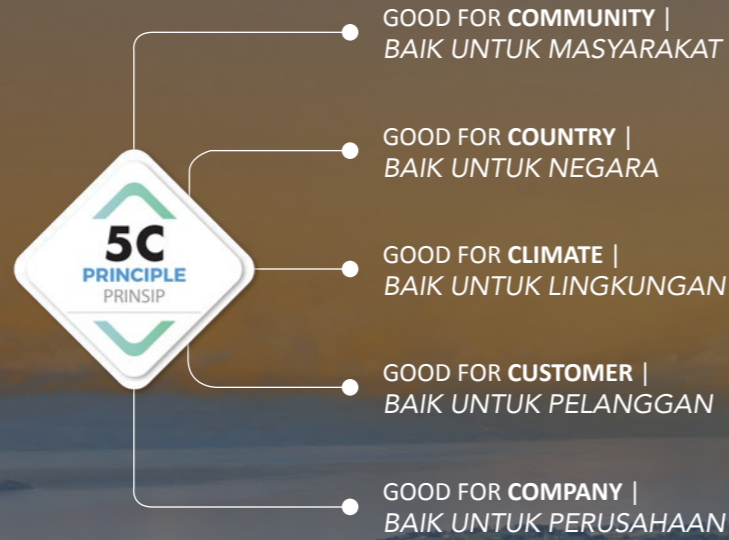 GOOD FOR COMMUNITY |
BAIK UNTUK MASYARAKAT
GOOD FOR COUNTRY |
BAIK UNTUK NEGARA
5C
PRINCIPLE
PRINSIP
GOOD FOR CLIMATE |
BAIK UNTUK LINGKUNGAN
GOOD FOR CUSTOMER |
BAIK UNTUK PELANGGAN
GOOD FOR COMPANY |
BAIK UNTUK PERUSAHAAN